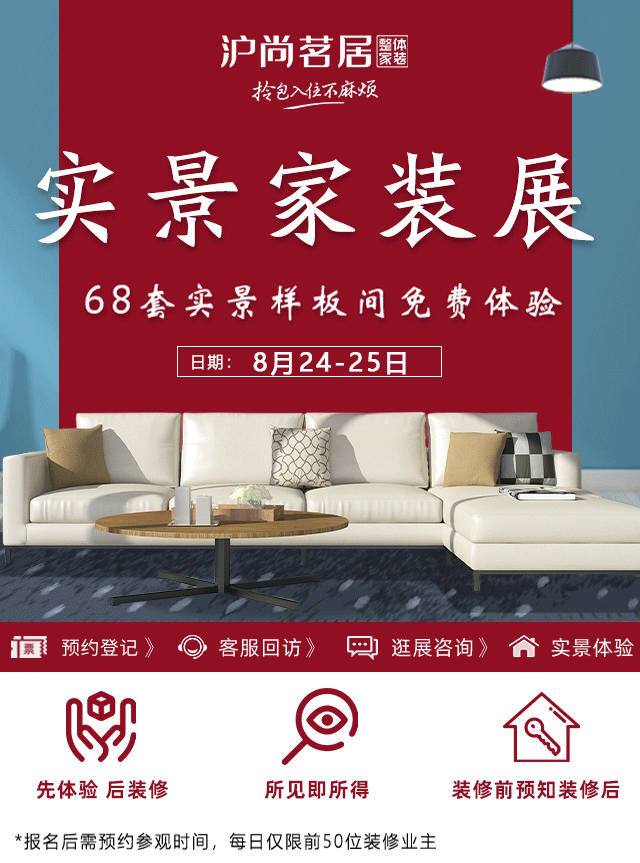 沪尚茗居 整体家装
拎包入住不麻烦
实景家装展
68套实景样板间免费体验
日期： 8月24-25日
票 预约登记 》 客服回访 》 逛展咨询 》 实景体验
先体验 后装修 所见即所得 装修前预知装修后
*报名后需预约参观时间，每日仅限前50位装修业主